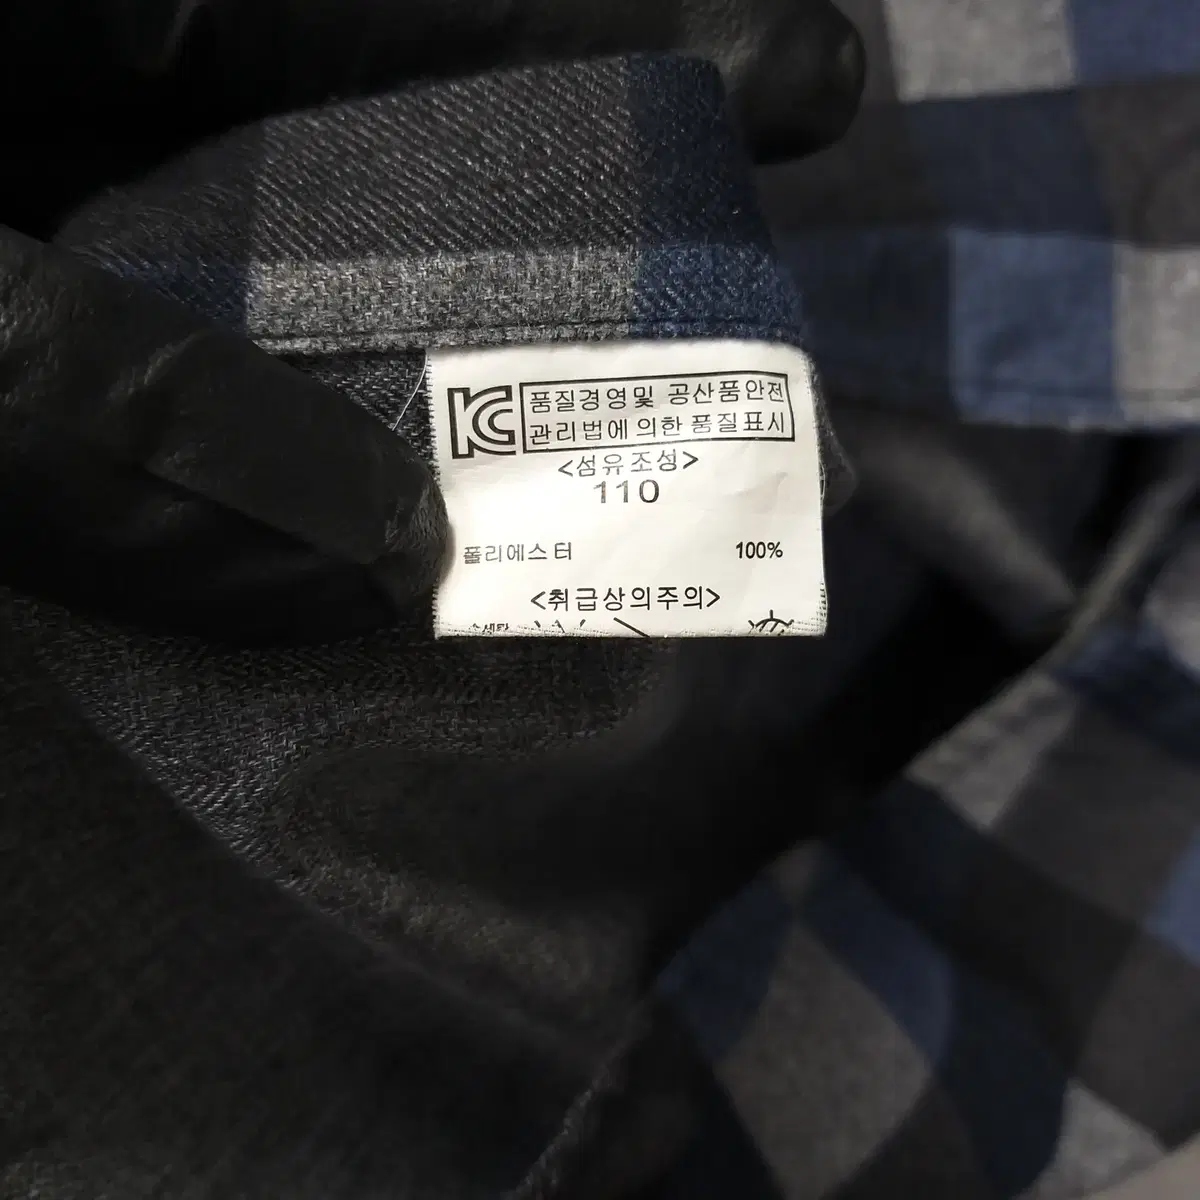 KC 품질경영및 공산품안전
관리법에 의한 품질표시
<섬유조성>
110
폴리에스터 100%
<취급상의주의>